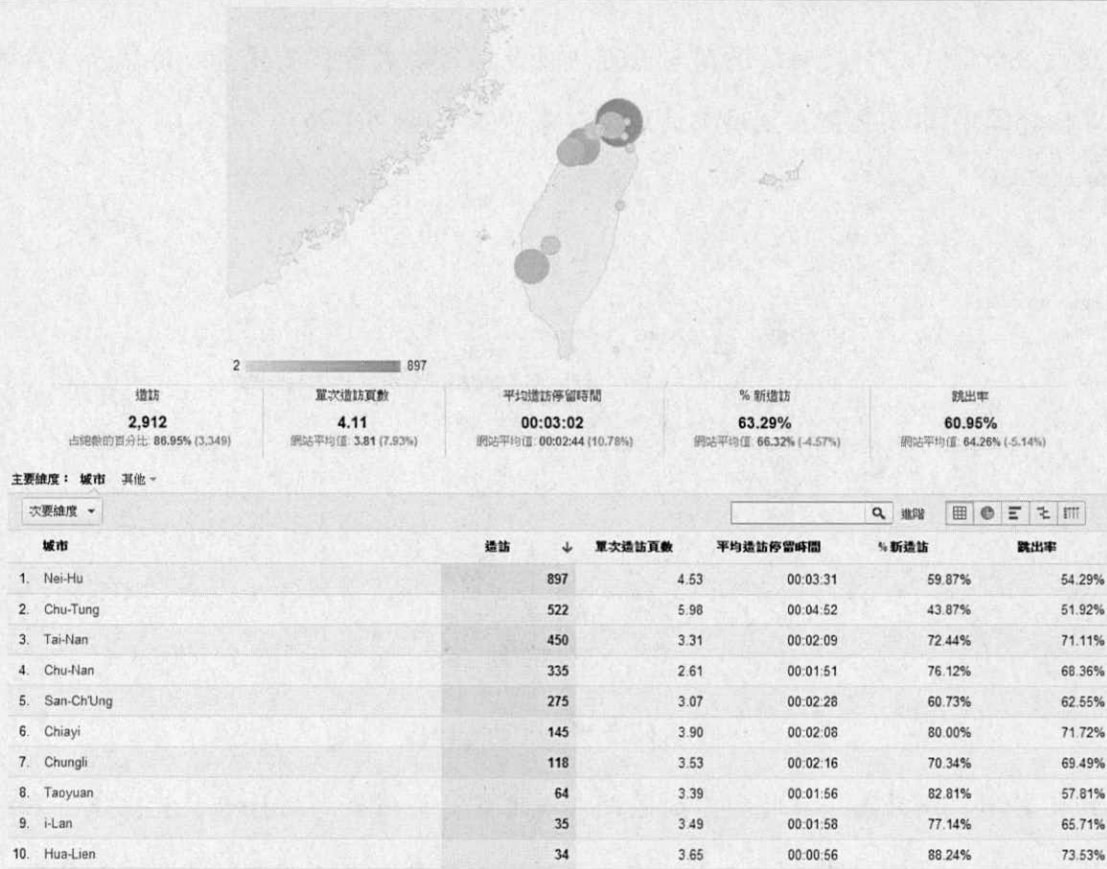 2 897
造訪 單次造訪頁數 平均造訪停留時間 % 新造訪 跳出率
2,912 4.11 00:03:02 63.29% 60.95%
占總數的百分比: 86.95% (3,349) 網站平均值: 3.81 (7.93%) 網站平均值: 00:02:44 (10.78%) 網站平均值: 66.32% (-4.57%) 網站平均值: 64.26% (-5.14%)
主要維度： 城市 其他
次要維度 進階
城市 造訪 ↓ 單次造訪頁數 平均造訪停留時間 % 新造訪 跳出率
1. Nei-Hu 897 4.53 00:03:31 59.87% 54.29%
2. Chu-Tung 522 5.98 00:04:52 43.87% 51.92%
3. Tai-Nan 450 3.31 00:02:09 72.44% 71.11%
4. Chu-Nan 335 2.61 00:01:51 76.12% 68.36%
5. San-Ch'Ung 275 3.07 00:02:28 60.73% 62.55%
6. Chiayi 145 3.90 00:02:08 80.00% 71.72%
7. Chungli 118 3.53 00:02:16 70.34% 69.49%
8. Taoyuan 64 3.39 00:01:56 82.81% 57.81%
9. i-Lan 35 3.49 00:01:58 77.14% 65.71%
10. Hua-Lien 34 3.65 00:00:56 88.24% 73.53%